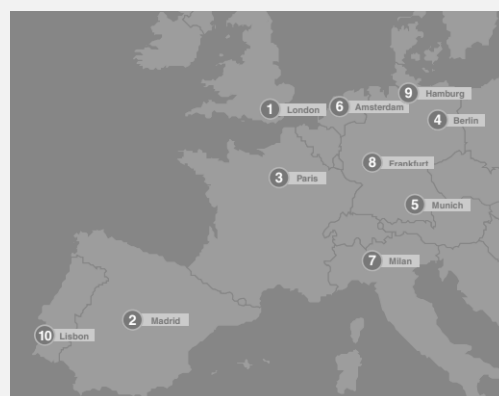 9 Hamburg
6 Amsterdam
1 London
4 Berlin
8 Frankfurt
3 Paris
5 Munich
7 Milan
2 Madrid
10 Lisbon